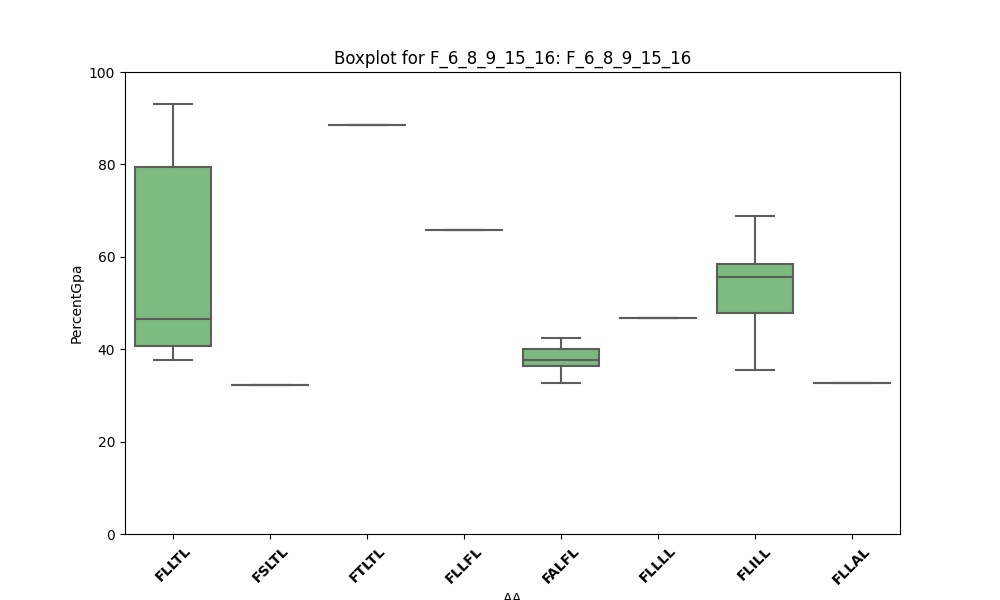 Boxplot for F_6_8_9_15_16: F_6_8_9_15_16
100
80
60
40
20
0
PercentGpa
FLLTL
FSLTL
FTLTL
FLLFL
FALFL
FLLLL
FLILL
FLLAL
AA